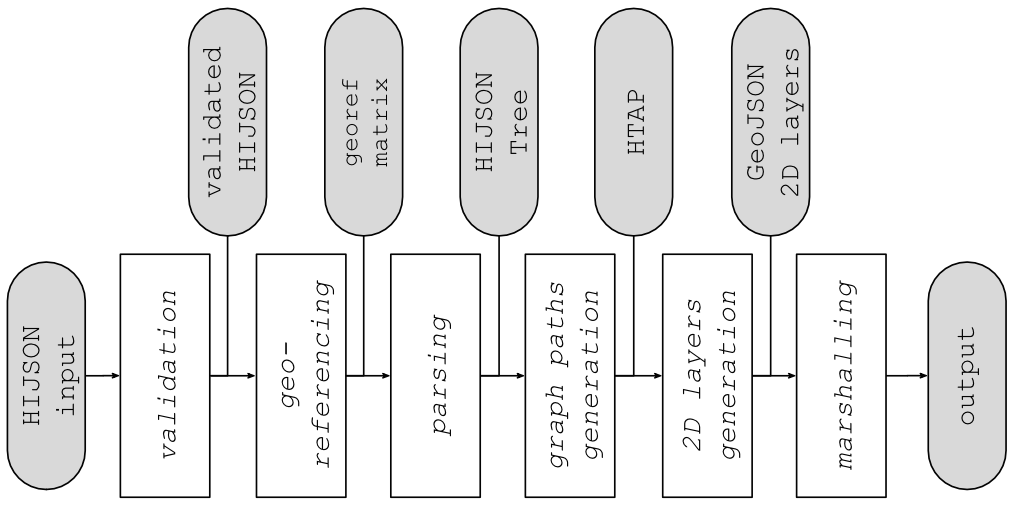 validated
HIJSON
georef
matrix
HIJSON
Tree
HTAP
GeoJSON
2D layers
HIJSON
input
validation
geo-
referencing
parsing
graph paths
generation
2D layers
generation
marshalling
output